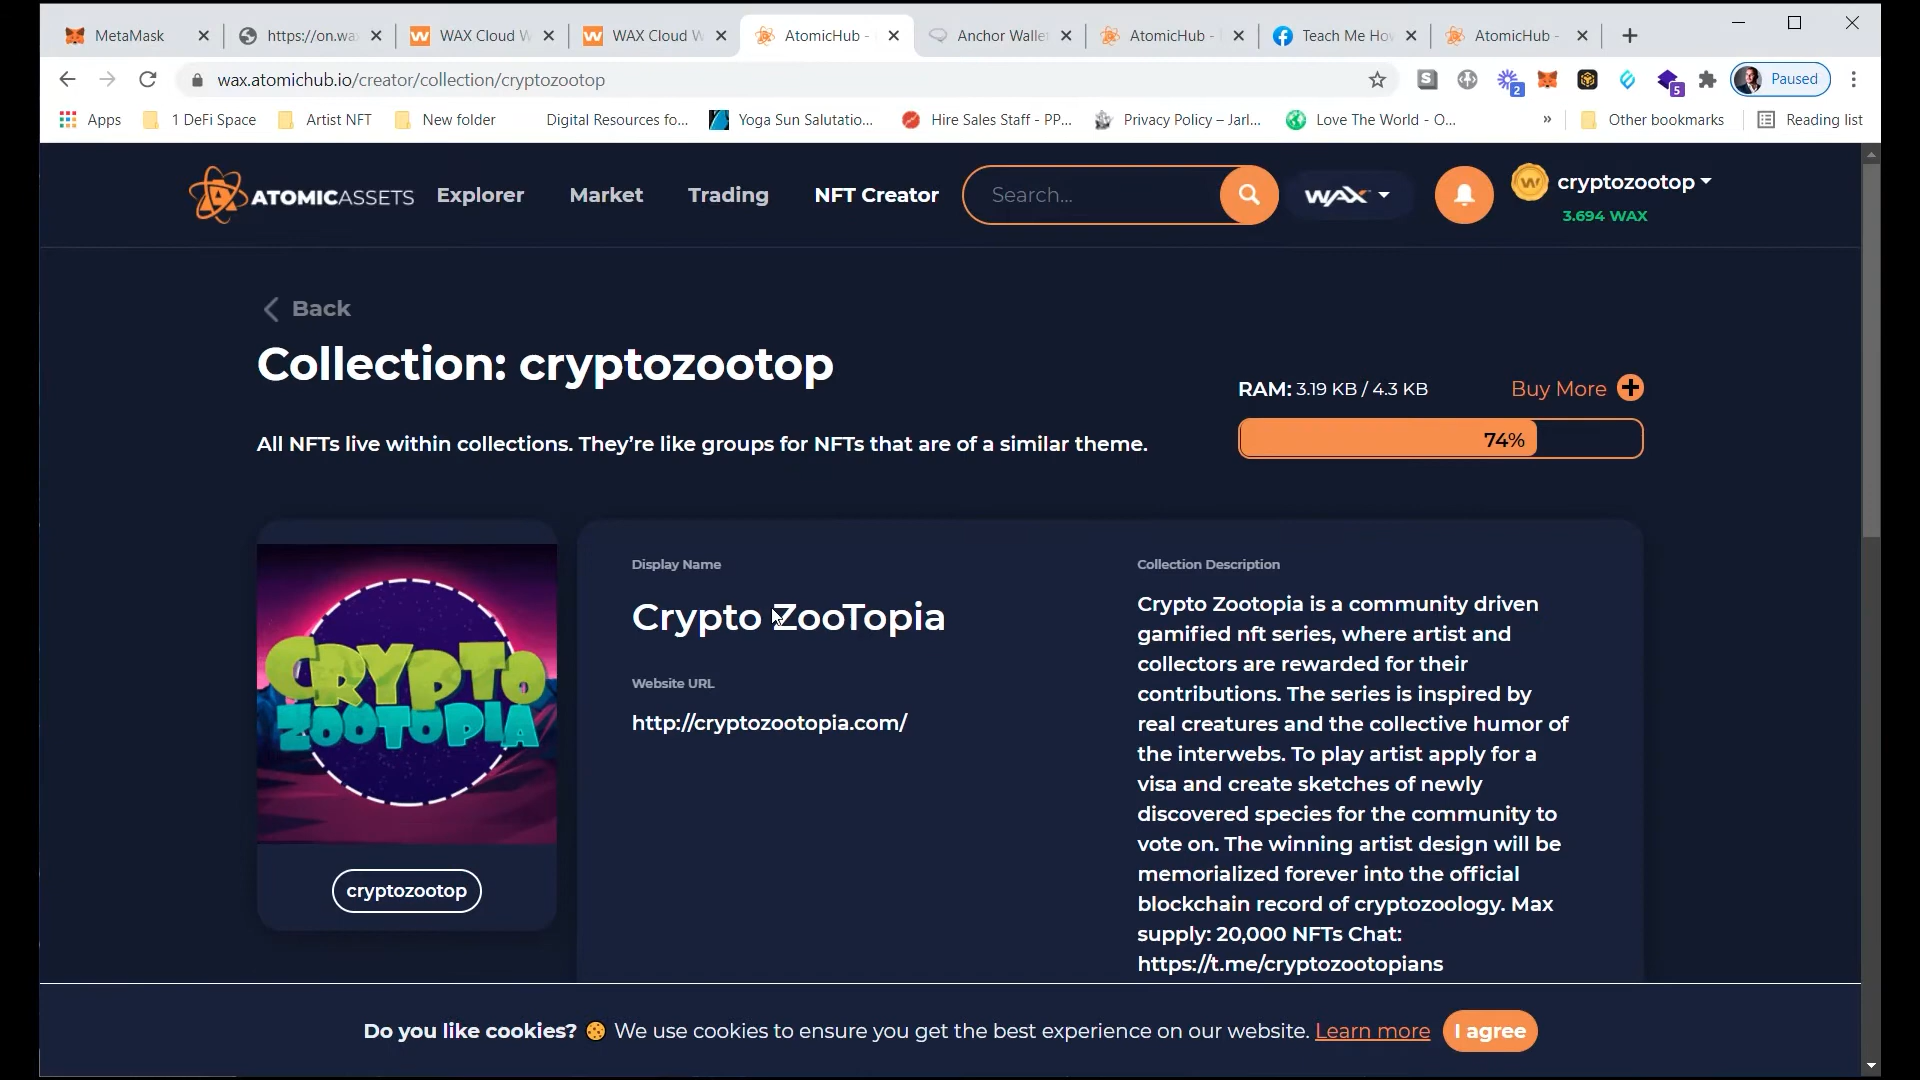 MetaMask
https://on.wa
WAX Cloud W
WAX Cloud W
AtomicHub -
Anchor Walle
AtomicHub -
Teach Me Ho
AtomicHub -
wax.atomichub.io/creator/collection/cryptozootop
S
2
5
Paused
Apps
1 DeFi Space
Artist NFT
New folder
Digital Resources fo...
Yoga Sun Salutatio...
Hire Sales Staff - PP...
Privacy Policy – Jarl...
Love The World - O...
»
Other bookmarks
Reading list
ATOMICASSETS
Explorer
Market
Trading
NFT Creator
Search...
WAX
W
cryptozootop
3.694 WAX
Back
Collection: cryptozootop
RAM: 3.19 KB / 4.3 KB
Buy More
All NFTs live within collections. They're like groups for NFTs that are of a similar theme.
74%
CRYPTO
ZOOTOPIA
cryptozootop
Display Name
Crypto ZooTopia
Website URL
http://cryptozootopia.com/
Collection Description
Crypto Zootopia is a community driven
gamified nft series, where artist and
collectors are rewarded for their
contributions. The series is inspired by
real creatures and the collective humor of
the interwebs. To play artist apply for a
visa and create sketches of newly
discovered species for the community to
vote on. The winning artist design will be
memorialized forever into the official
blockchain record of cryptozoology. Max
supply: 20,000 NFTs Chat:
https://t.me/cryptozootopians
Do you like cookies? 🍪 We use cookies to ensure you get the best experience on our website. Learn more
I agree